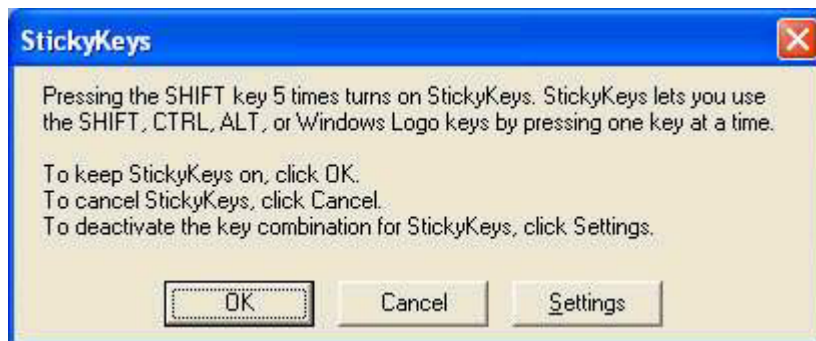 StickyKeys
Pressing the SHIFT key 5 times turns on StickyKeys. StickyKeys lets you use
the SHIFT, CTRL, ALT, or Windows Logo keys by pressing one key at a time.
To keep StickyKeys on, click OK.
To cancel StickyKeys, click Cancel.
To deactivate the key combination for StickyKeys, click Settings.
OK Cancel Settings